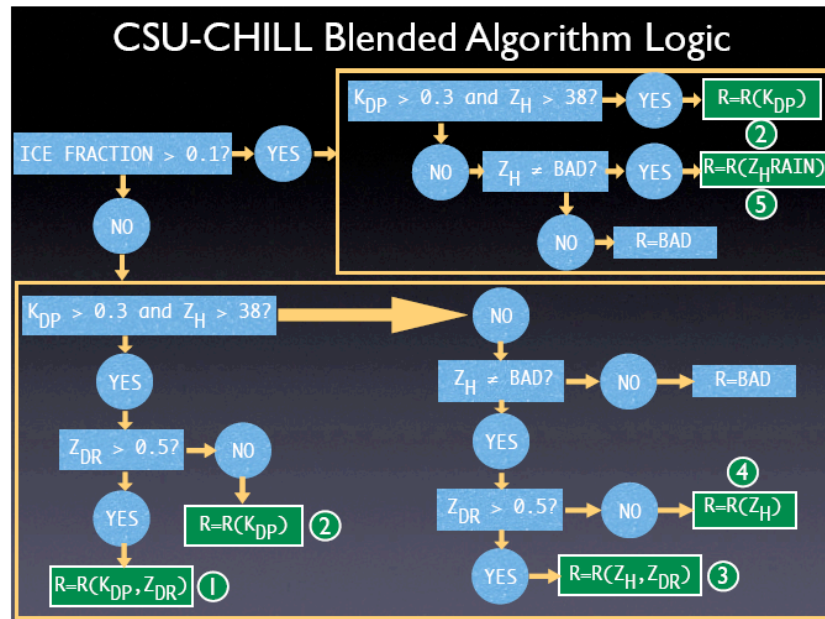 CSU-CHILL Blended Algorithm Logic
K_DP > 0.3 and Z_H > 38?
YES
R=R(K_DP)
2
ICE FRACTION > 0.1?
YES
NO
Z_H ≠ BAD?
YES
R=R(Z_HRAIN)
5
NO
R=BAD
NO
K_DP > 0.3 and Z_H > 38?
NO
YES
Z_H ≠ BAD?
NO
R=BAD
Z_DR > 0.5?
NO
YES
R=R(K_DP)
2
YES
R=R(K_DP,Z_DR)
1
Z_DR > 0.5?
NO
4
R=R(Z_H)
YES
R=R(Z_H,Z_DR)
3